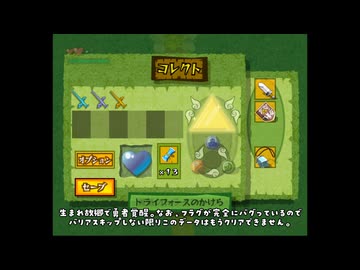 コレクト
オプション
×13
セーブ
トライフォースのかけら
生まれ故郷で勇者覚醒。なお、フラグが完全にバグっているので
バリアスキップしない限りこのデータはもうクリアできません。